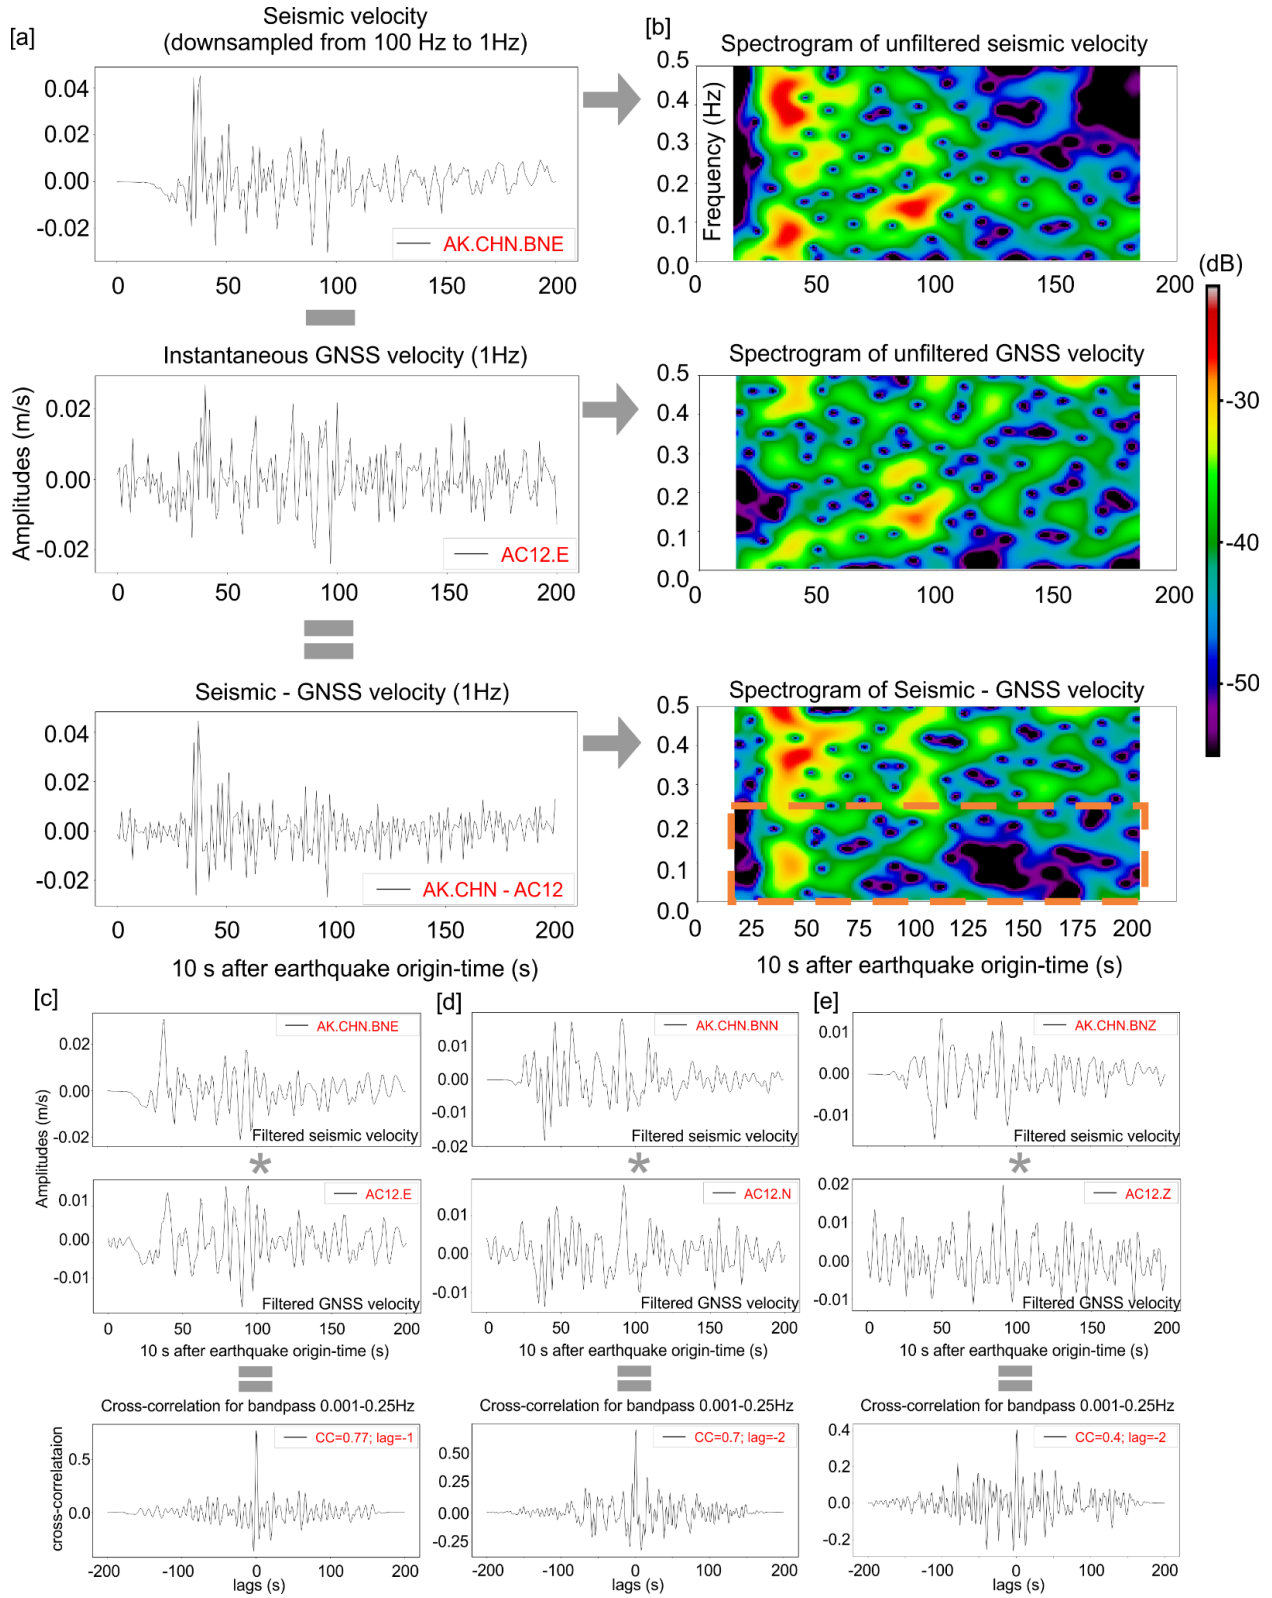 [a]
Seismic velocity
(downsampled from 100 Hz to 1Hz)
0.04
0.02
0.00
-0.02
AK.CHN.BNE
0 50 100 150 200
[b]
Spectrogram of unfiltered seismic velocity
Frequency (Hz)
0.5
0.4
0.3
0.2
0.1
0.0
0 50 100 150 200
Instantaneous GNSS velocity (1Hz)
Amplitudes (m/s)
0.02
0.00
-0.02
AC12.E
0 50 100 150 200
Spectrogram of unfiltered GNSS velocity
0.5
0.4
0.3
0.2
0.1
0.0
0 50 100 150 200
(dB)
-30
-40
-50
Seismic - GNSS velocity (1Hz)
0.04
0.02
0.00
-0.02
AK.CHN - AC12
0 50 100 150 200
10 s after earthquake origin-time (s)
Spectrogram of Seismic - GNSS velocity
0.5
0.4
0.3
0.2
0.1
0.0
0 25 50 75 100 125 150 175 200
10 s after earthquake origin-time (s)
[c]
AK.CHN.BNE
Amplitudes (m/s)
0.02
0.00
-0.02
Filtered seismic velocity
*
AC12.E
0.01
0.00
-0.01
Filtered GNSS velocity
0 50 100 150 200
10 s after earthquake origin-time (s)
Cross-correlation for bandpass 0.001-0.25Hz
CC=0.77; lag=-1
cross-correlataion
0.5
0.0
-200 -100 0 100 200
lags (s)
[d]
AK.CHN.BNN
0.01
0.00
-0.01
-0.02
Filtered seismic velocity
*
AC12.N
0.01
0.00
-0.01
Filtered GNSS velocity
0 50 100 150 200
10 s after earthquake origin-time (s)
Cross-correlation for bandpass 0.001-0.25Hz
CC=0.7; lag=-2
0.50
0.25
0.00
-0.25
-200 -100 0 100 200
lags (s)
[e]
AK.CHN.BNZ
0.01
0.00
-0.01
Filtered seismic velocity
*
AC12.Z
0.02
0.01
0.00
-0.01
Filtered GNSS velocity
0 50 100 150 200
10 s after earthquake origin-time (s)
Cross-correlation for bandpass 0.001-0.25Hz
CC=0.4; lag=-2
0.4
0.2
0.0
-0.2
-200 -100 0 100 200
lags (s)